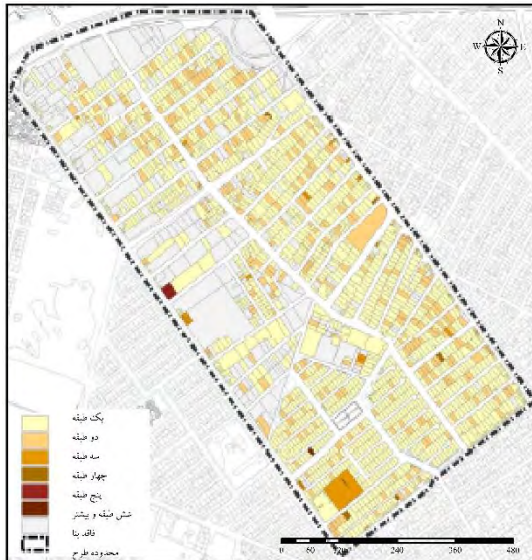 N
W E
S
یک طبقه
دو طبقه
سه طبقه
چهار طبقه
پنج طبقه
شش طبقه و بیشتر
فاقد بنا
محدوده طرح
0 60 120 240 360 480